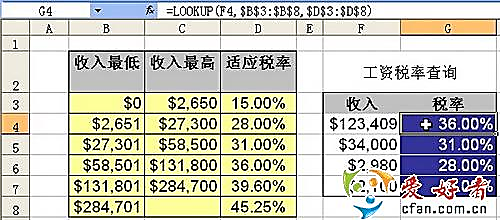 G4 =LOOKUP(F4,$B$3:$B$8,$D$3:$D$8)
A B C D E F G
1
2 收入最低 收入最高 适应税率 工资税率查询
3 $0 $2,650 15.00% 收入 税率
4 $2,651 $27,300 28.00% $123,409 36.00%
5 $27,301 $58,500 31.00% $34,000 31.00%
6 $58,501 $131,800 36.00% $2,980 28.00%
7 $131,801 $284,700 39.60%
8 $284,701 45.25%
爱好者
cfan.com.cn